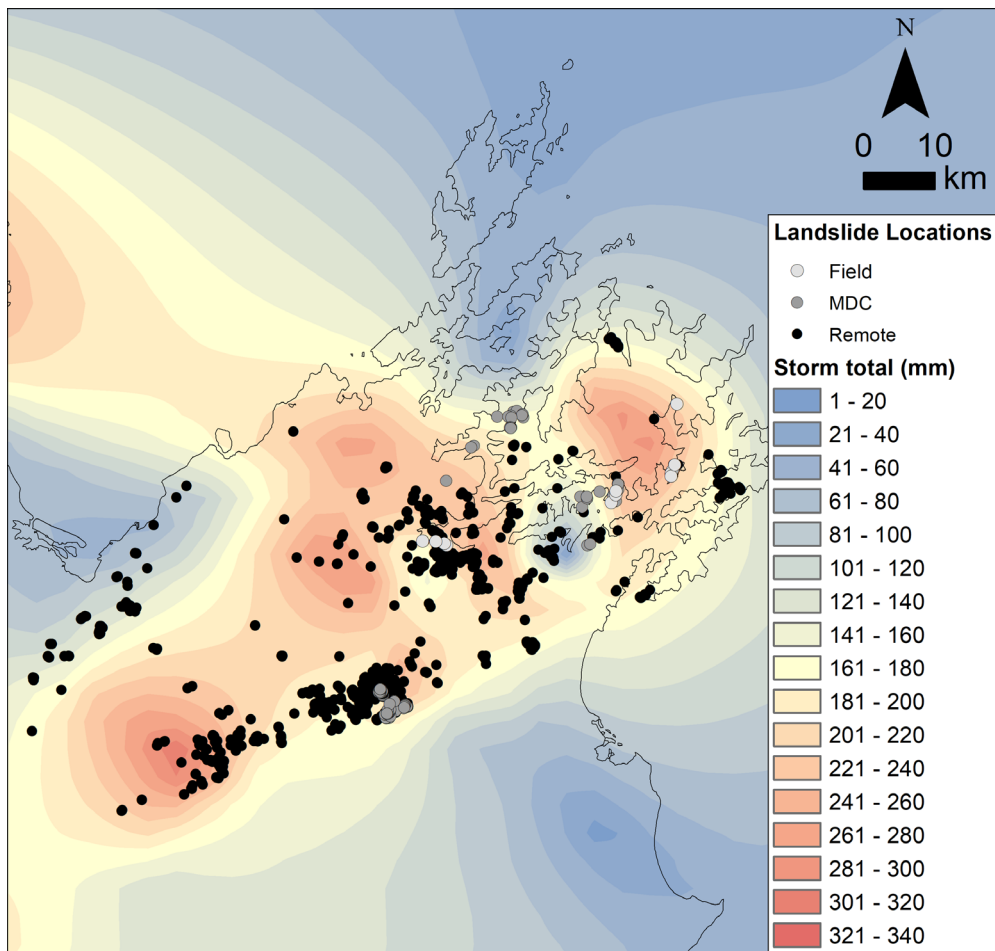 N
0 10
km
Landslide Locations
Field
MDC
Remote
Storm total (mm)
1 - 20
21 - 40
41 - 60
61 - 80
81 - 100
101 - 120
121 - 140
141 - 160
161 - 180
181 - 200
201 - 220
221 - 240
241 - 260
261 - 280
281 - 300
301 - 320
321 - 340